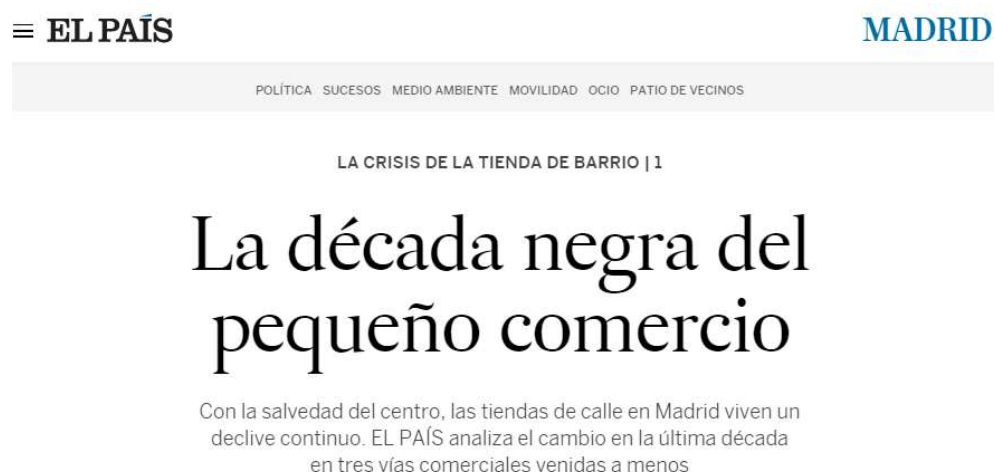 EL PAÍS
MADRID
POLÍTICA SUCESOS MEDIO AMBIENTE MOVILIDAD OCIO PATIO DE VECINOS
LA CRISIS DE LA TIENDA DE BARRIO | 1
La década negra del
pequeño comercio
Con la salvedad del centro, las tiendas de calle en Madrid viven un
declive continuo. EL PAÍS analiza el cambio en la última década
en tres vías comerciales venidas a menos